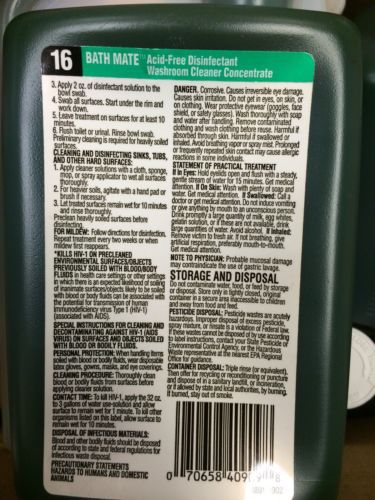 16 BATH MATE™ Acid-Free Disinfectant
Washroom Cleaner Concentrate
3. Apply 2 oz. of disinfectant solution to the
bowl swab.
4. Swab all surfaces. Start under the rim and
work down.
5. Leave treatment on surfaces for at least 10
minutes.
6. Flush toilet or urinal. Rinse bowl swab.
Preliminary cleaning is required for heavily soiled
surfaces.
CLEANING AND DISINFECTING SINKS, TUBS,
AND OTHER HARD SURFACES:
1. Apply cleaner solutions with a cloth, sponge,
mop, or spray applicator to wet all surfaces
thoroughly.
2. For heavier soils, agitate with a hand pad or
brush if necessary.
3. Let treated surfaces remain wet for 10 minutes
and rinse thoroughly.
Preclean heavily soiled surfaces before
disinfecting.
FOR MILDEW: Follow directions for disinfection.
Repeat treatment every two weeks or when
mildew growth first reappears.
*KILLS HIV-1 ON PRECLEANED
ENVIRONMENTAL SURFACES/OBJECTS
PREVIOUSLY SOILED WITH BLOOD/BODY
FLUIDS in health care settings or other settings
in which there is an expected likelihood of soiling
of inanimate surfaces/objects likely to be soiled
with blood or body fluids can be associated with
the potential for transmission of human
Immunodeficiency virus Type 1 (HIV-1)
(associated with AIDS).
SPECIAL INSTRUCTIONS FOR CLEANING AND
DECONTAMINATING AGAINST HIV-1 (AIDS
VIRUS) ON SURFACES AND OBJECTS SOILED
WITH BLOOD OR BODILY FLUIDS.
PERSONAL PROTECTION: When handling items
soiled with blood or bodily fluids, wear disposable
latex gloves, gowns, masks, and eye coverings.
CLEANING PROCEDURE: Thoroughly clean
blood or bodily fluids from surfaces before
applying cleaner solution.
CONTACT TIME: To kill HIV-1, apply the 32 oz.
to 3 gallons of water use-solution and allow
surface to remain wet for 1 minute. To kill other
organisms listed on this label, allow surface to
remain wet for 10 minutes.
DISPOSAL OF INFECTIOUS MATERIALS:
Blood and other bodily fluids should be disposed
of according to state and federal regulations for
infectious waste disposal.
PRECAUTIONARY STATEMENTS
HAZARDS TO HUMANS AND DOMESTIC
ANIMALS
DANGER. Corrosive. Causes irreversible eye damage.
Causes skin irritation. Do not get in eyes, on skin, or
on clothing. Wear protective eyewear (goggles, face
shield, or safety glasses). Wash thoroughly with soap
and water after handling. Remove contaminated
clothing and wash clothing before reuse. Harmful if
absorbed through skin. Harmful if swallowed or
inhaled. Avoid breathing vapor or spray mist. Prolonged
or frequently repeated skin contact may cause allergic
reactions in some individuals.
STATEMENT OF PRACTICAL TREATMENT
If in Eyes: Hold eyelids open and flush with a steady,
gentle stream of water for 15 minutes. Get medical
attention. If On Skin: Wash with plenty of soap and
water. Get medical attention. If Swallowed: Call a
doctor or get medical attention. Do not induce vomiting
or give anything by mouth to an unconscious person.
Drink promptly a large quantity of milk, egg whites,
gelatin solution, or if these are not available, drink
large quantities of water. Avoid alcohol. If Inhaled:
Remove victim to fresh air. If not breathing, give
artificial respiration, preferably mouth-to-mouth.
Get medical attention.
NOTE TO PHYSICIAN: Probable mucosal damage
may contraindicate the use of gastric lavage.
STORAGE AND DISPOSAL
Do not contaminate water, food, or feed by storage
or disposal. Store only in tightly closed, original
container in a secure area inaccessible to children
and away from food and feed.
PESTICIDE DISPOSAL: Pesticide wastes are acutely
hazardous. Improper disposal of excess pesticide,
spray mixture, or rinsate is a violation of Federal law.
If these wastes cannot be disposed of by use according
to label instructions, contact your State Pesticide or
Environmental Control Agency, or the Hazardous
Waste representative at the nearest EPA Regional
Office for guidance.
CONTAINER DISPOSAL: Triple rinse (or equivalent).
Then offer for recycling or reconditioning or puncture
and dispose of in a sanitary landfill, or incineration,
or if allowed by state and local authorities, by burning.
If burned, stay out of smoke.
0 70658